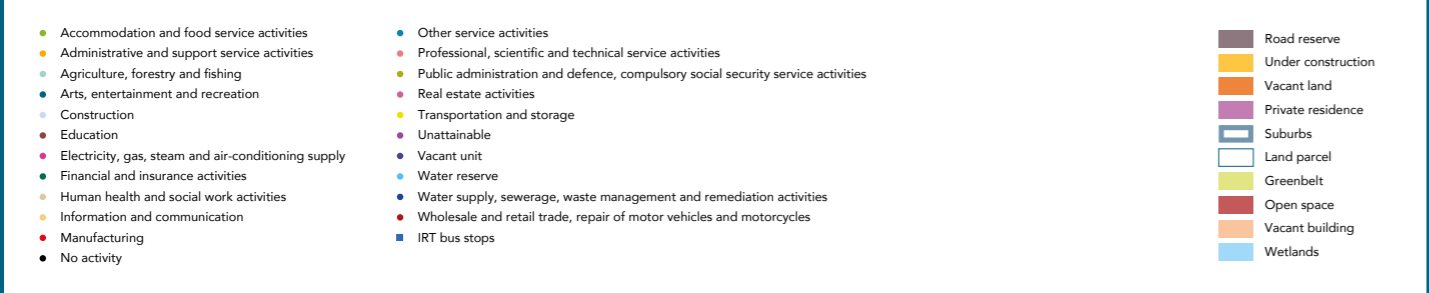 Accommodation and food service activities
Administrative and support service activities
Agriculture, forestry and fishing
Arts, entertainment and recreation
Construction
Education
Electricity, gas, steam and air-conditioning supply
Financial and insurance activities
Human health and social work activities
Information and communication
Manufacturing
No activity
Other service activities
Professional, scientific and technical service activities
Public administration and defence, compulsory social security service activities
Real estate activities
Transportation and storage
Unattainable
Vacant unit
Water reserve
Water supply, sewerage, waste management and remediation activities
Wholesale and retail trade, repair of motor vehicles and motorcycles
IRT bus stops
Road reserve
Under construction
Vacant land
Private residence
Suburbs
Land parcel
Greenbelt
Open space
Vacant building
Wetlands